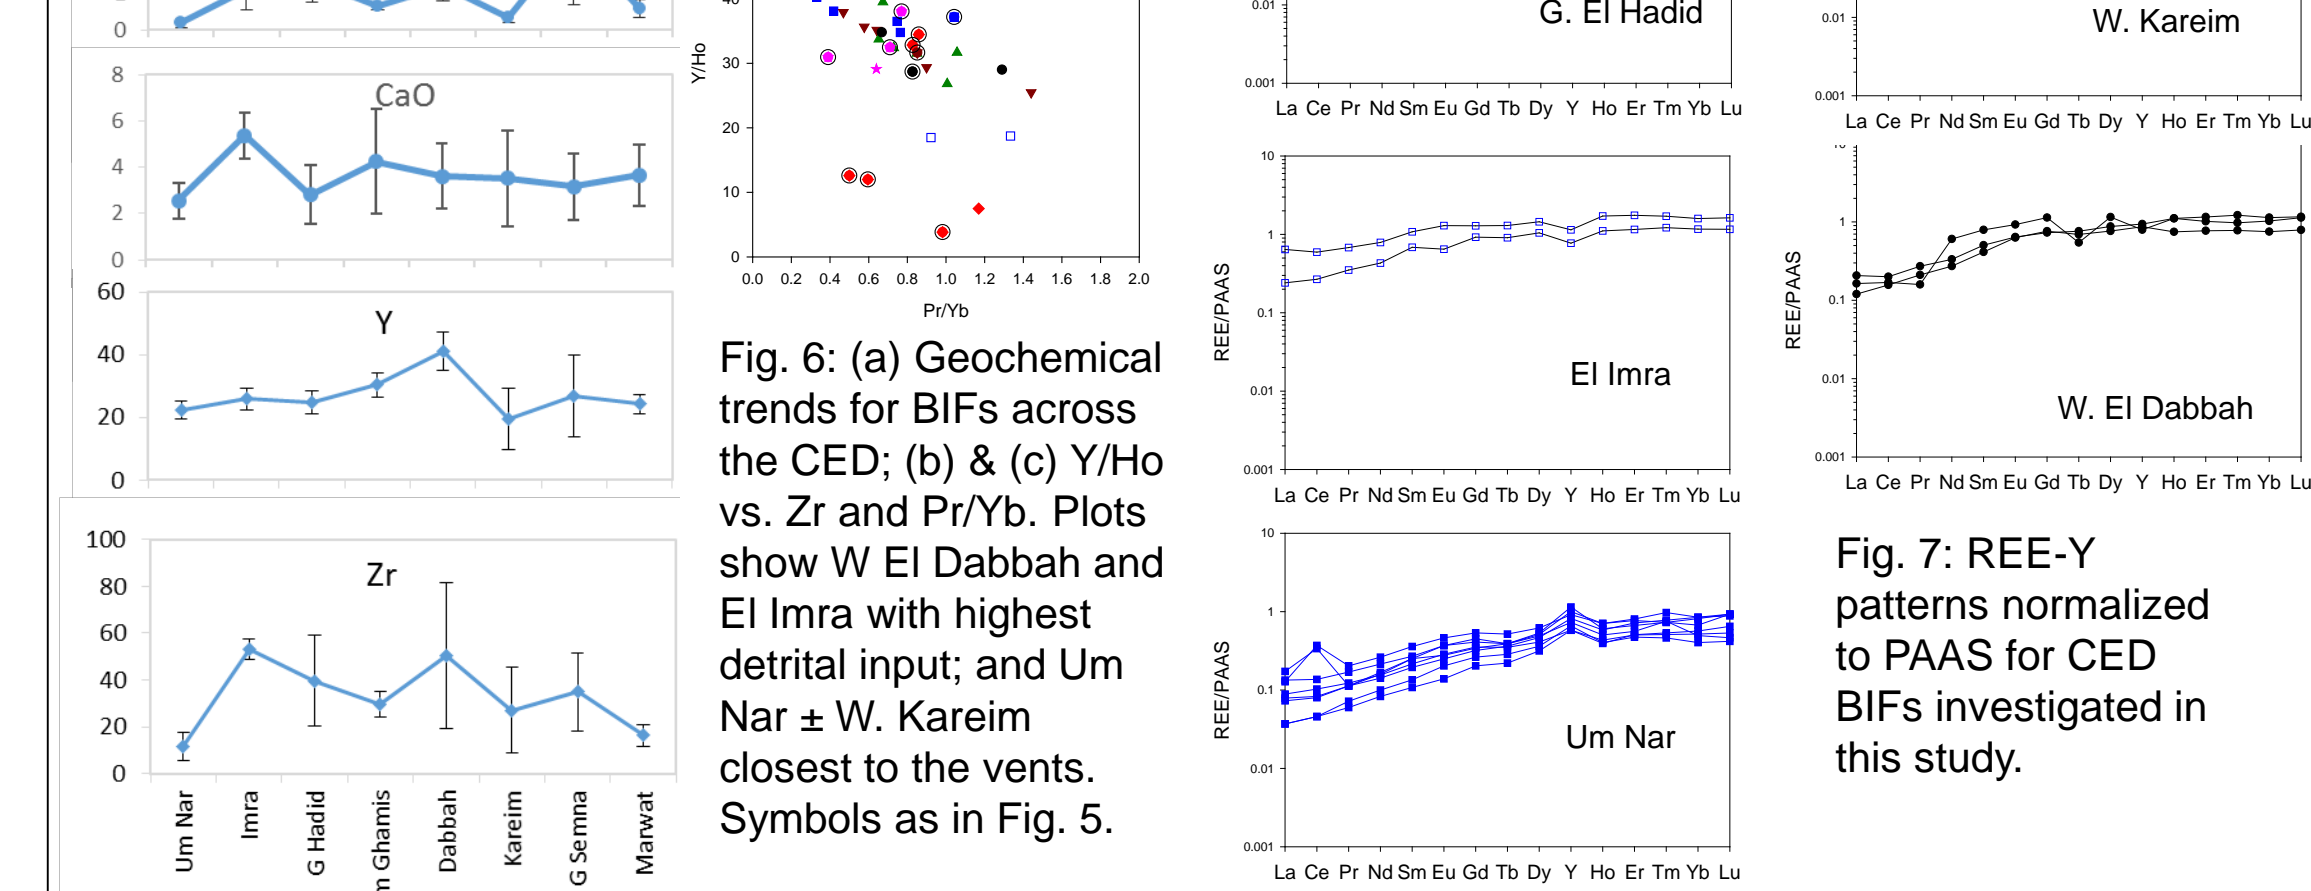 0
CaO
8
6
4
2
0
Y
60
40
20
0
Zr
100
80
60
40
20
0
Um Nar
Imra
G Hadid
Ghamis
Dabbah
Kareim
G Semna
Marwat
Y/Ho
30
20
10
0
0.0 0.2 0.4 0.6 0.8 1.0 1.2 1.4 1.6 1.8 2.0
Pr/Yb
Fig. 6: (a) Geochemical
trends for BIFs across
the CED; (b) & (c) Y/Ho
vs. Zr and Pr/Yb. Plots
show W El Dabbah and
El Imra with highest
detrital input; and Um
Nar ± W. Kareim
closest to the vents.
Symbols as in Fig. 5.
0.01
G. El Hadid
0.001
La Ce Pr Nd Sm Eu Gd Tb Dy Y Ho Er Tm Yb Lu
10
1
0.1
0.01
0.001
REE/PAAS
El Imra
La Ce Pr Nd Sm Eu Gd Tb Dy Y Ho Er Tm Yb Lu
10
1
0.1
0.01
0.001
REE/PAAS
Um Nar
La Ce Pr Nd Sm Eu Gd Tb Dy Y Ho Er Tm Yb Lu
0.01
W. Kareim
0.001
La Ce Pr Nd Sm Eu Gd Tb Dy Y Ho Er Tm Yb Lu
1
0.1
0.01
0.001
REE/PAAS
W. El Dabbah
La Ce Pr Nd Sm Eu Gd Tb Dy Y Ho Er Tm Yb Lu
Fig. 7: REE-Y
patterns normalized
to PAAS for CED
BIFs investigated in
this study.